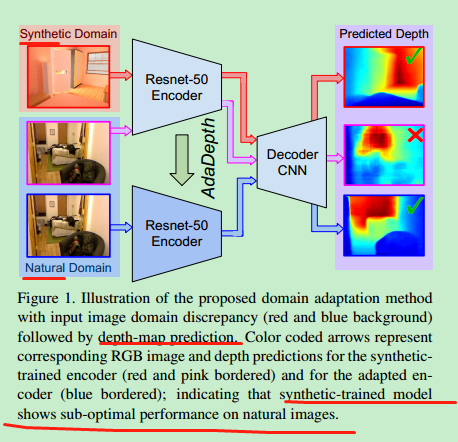 Synthetic Domain
Predicted Depth
Resnet-50
Encoder
AdaDepth
Decoder
CNN
Resnet-50
Encoder
Natural Domain
Figure 1. Illustration of the proposed domain adaptation method
with input image domain discrepancy (red and blue background)
followed by depth-map prediction. Color coded arrows represent
corresponding RGB image and depth predictions for the synthetic-
trained encoder (red and pink bordered) and for the adapted en-
coder (blue bordered); indicating that synthetic-trained model
shows sub-optimal performance on natural images.